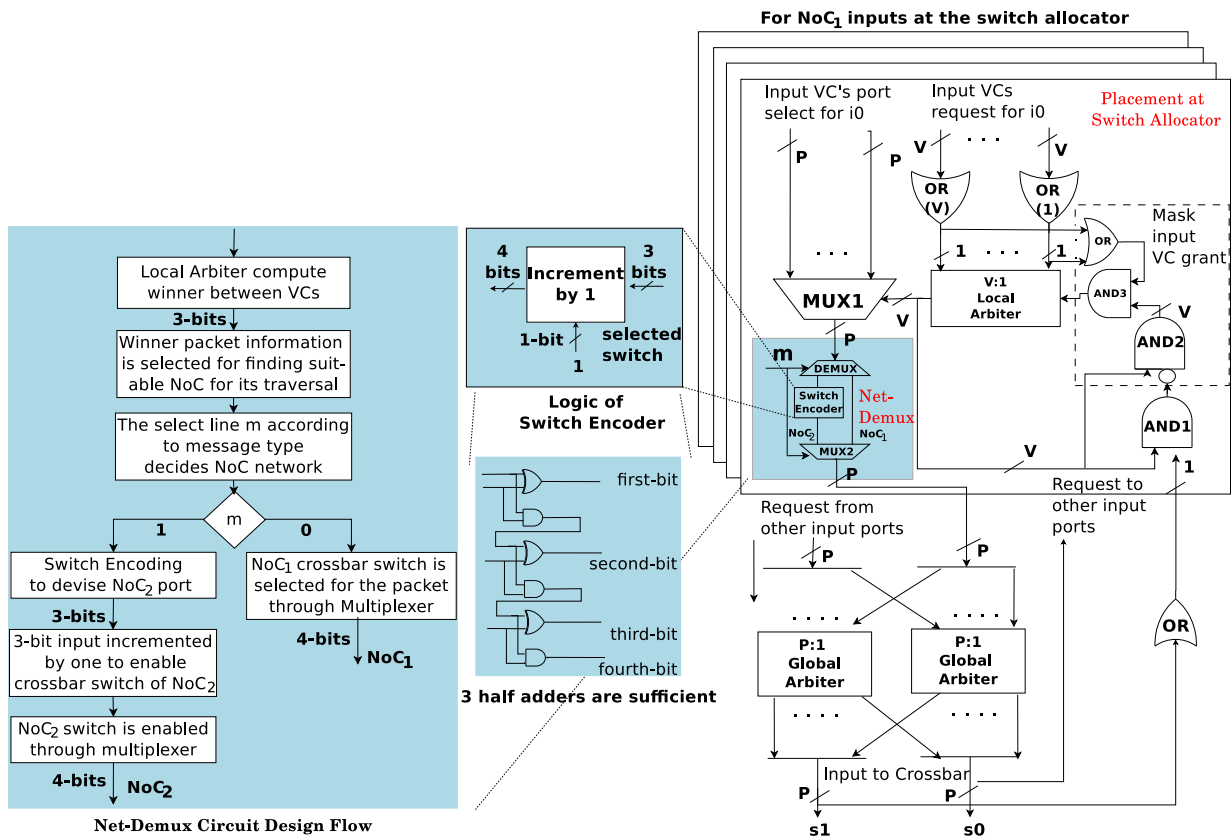 For NoC1 inputs at the switch allocator
Input VC's port
select for i0
Input VCs
request for i0
Placement at
Switch Allocator
P
P
V
V
OR
(V)
OR
(1)
Mask
input
VC grant
OR
1
1
V:1
Local
Arbiter
AND3
V
AND2
MUX1
V
P
m
DEMUX
Switch
Encoder
Net-
Demux
NoC2
NoC1
MUX2
P
AND1
V
1
Request to
other input
ports
Request from
other input ports
P
P
P:1
Global
Arbiter
P:1
Global
Arbiter
OR
Input to Crossbar
P
P
s1
s0
4
bits
Increment
by 1
3
bits
1-bit
1
selected
switch
Logic of
Switch Encoder
first-bit
second-bit
third-bit
fourth-bit
3 half adders are sufficient
Local Arbiter compute
winner between VCs
3-bits
Winner packet information
is selected for finding suit-
able NoC for its traversal
The select line m according
to message type
decides NoC network
m
1
0
Switch Encoding
to devise NoC2 port
NoC1 crossbar switch is
selected for the packet
through Multiplexer
3-bits
4-bits
NoC1
3-bit input incremented
by one to enable
crossbar switch of NoC2
NoC2 switch is enabled
through multiplexer
4-bits
NoC2
Net-Demux Circuit Design Flow